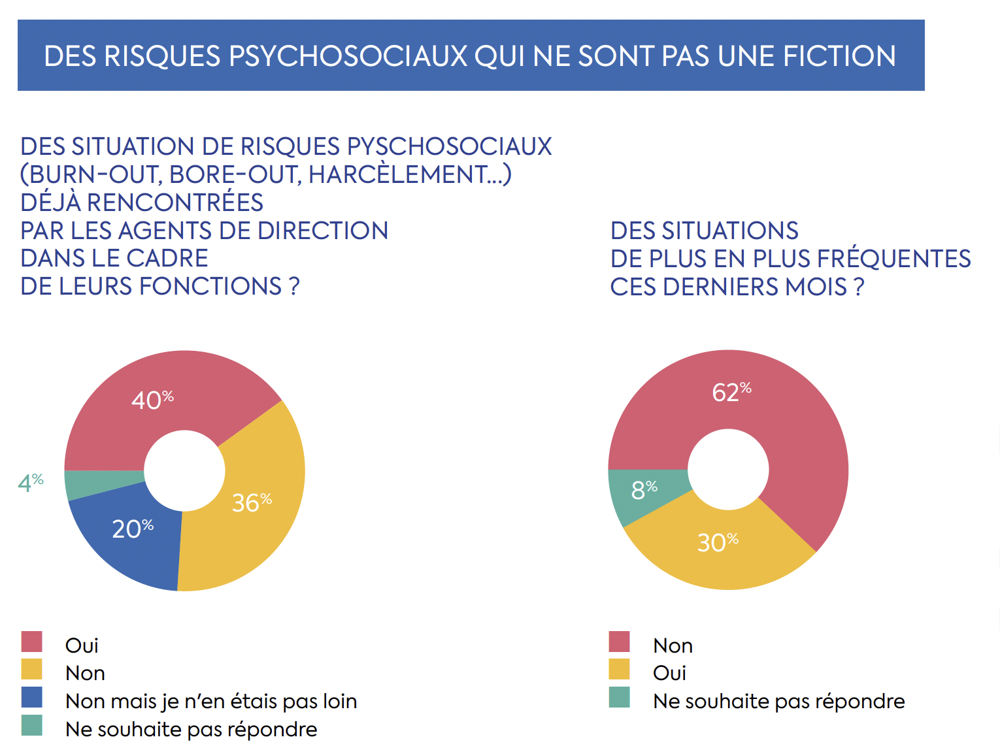 DES RISQUES PSYCHOSOCIAUX QUI NE SONT PAS UNE FICTION
DES SITUATION DE RISQUES PYSCHOSOCIAUX
(BURN-OUT, BORE-OUT, HARCÈLEMENT...)
DÉJÀ RENCONTRÉES
PAR LES AGENTS DE DIRECTION
DANS LE CADRE
DE LEURS FONCTIONS ?
40%
36%
20%
4%
Oui
Non
Non mais je n'en étais pas loin
Ne souhaite pas répondre
DES SITUATIONS
DE PLUS EN PLUS FRÉQUENTES
CES DERNIERS MOIS ?
62%
30%
8%
Non
Oui
Ne souhaite pas répondre